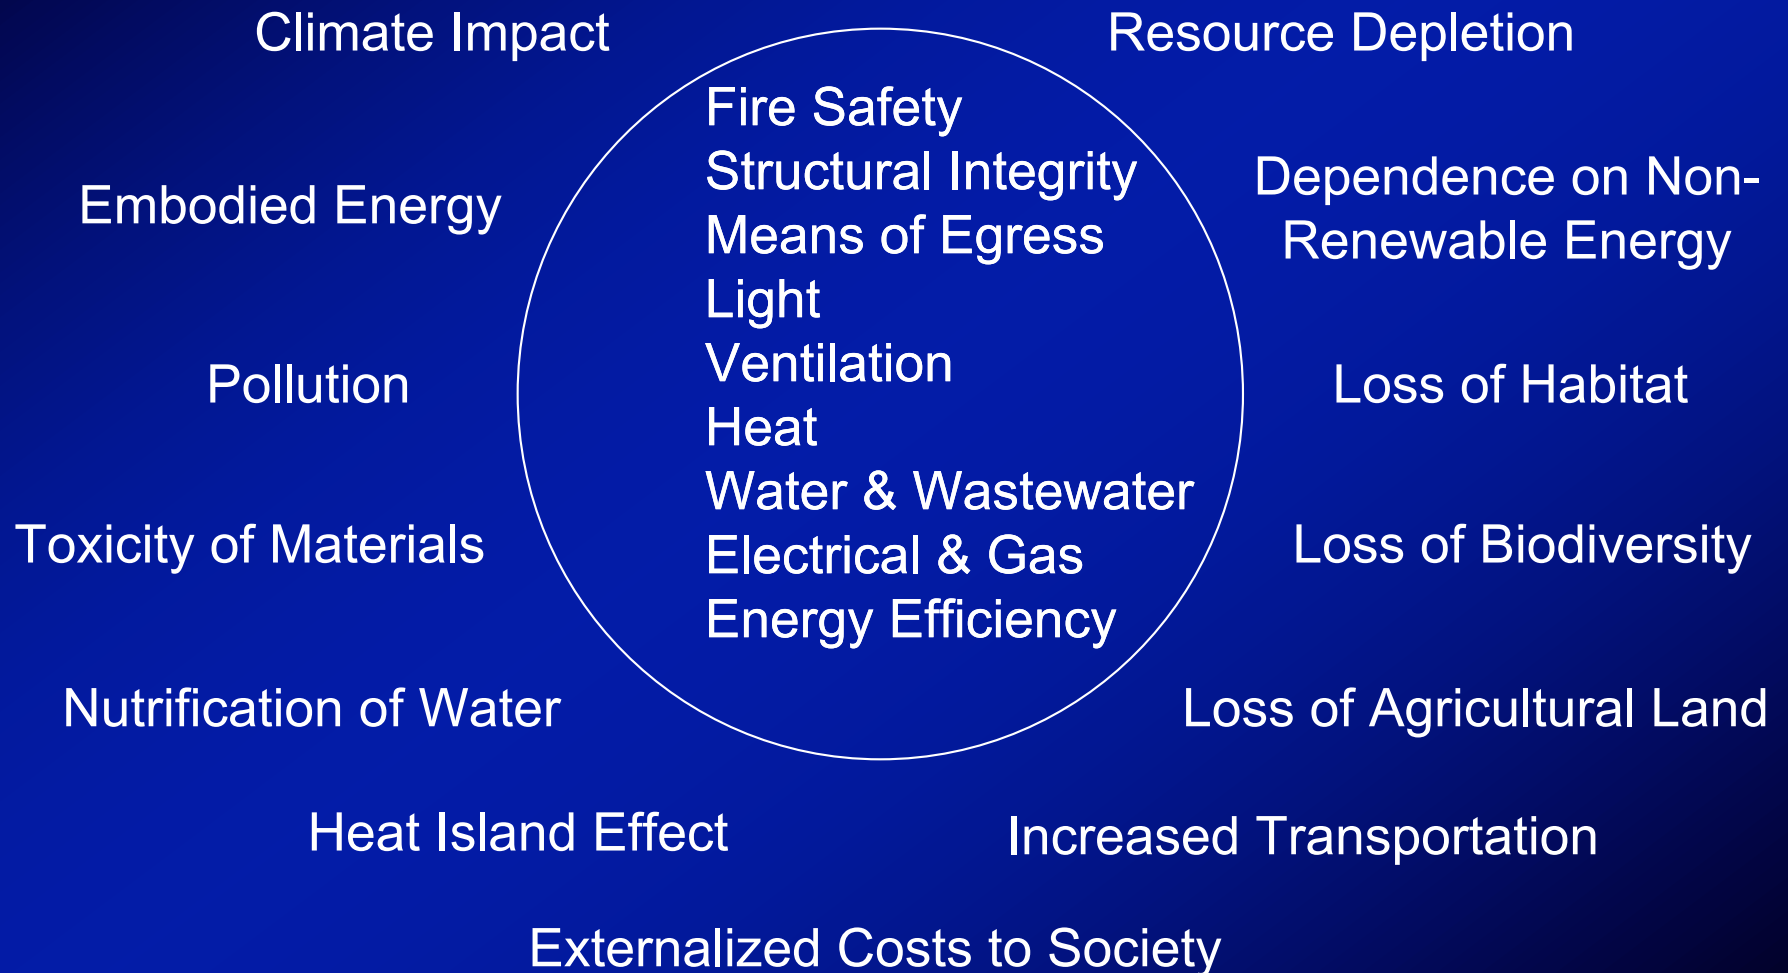 Climate Impact
Resource Depletion
Fire Safety
Structural Integrity
Means of Egress
Light
Ventilation
Heat
Water & Wastewater
Electrical & Gas
Energy Efficiency
Embodied Energy
Pollution
Toxicity of Materials
Nutrification of Water
Heat Island Effect
Dependence on Non-
Renewable Energy
Loss of Habitat
Loss of Biodiversity
Loss of Agricultural Land
Increased Transportation
Externalized Costs to Society